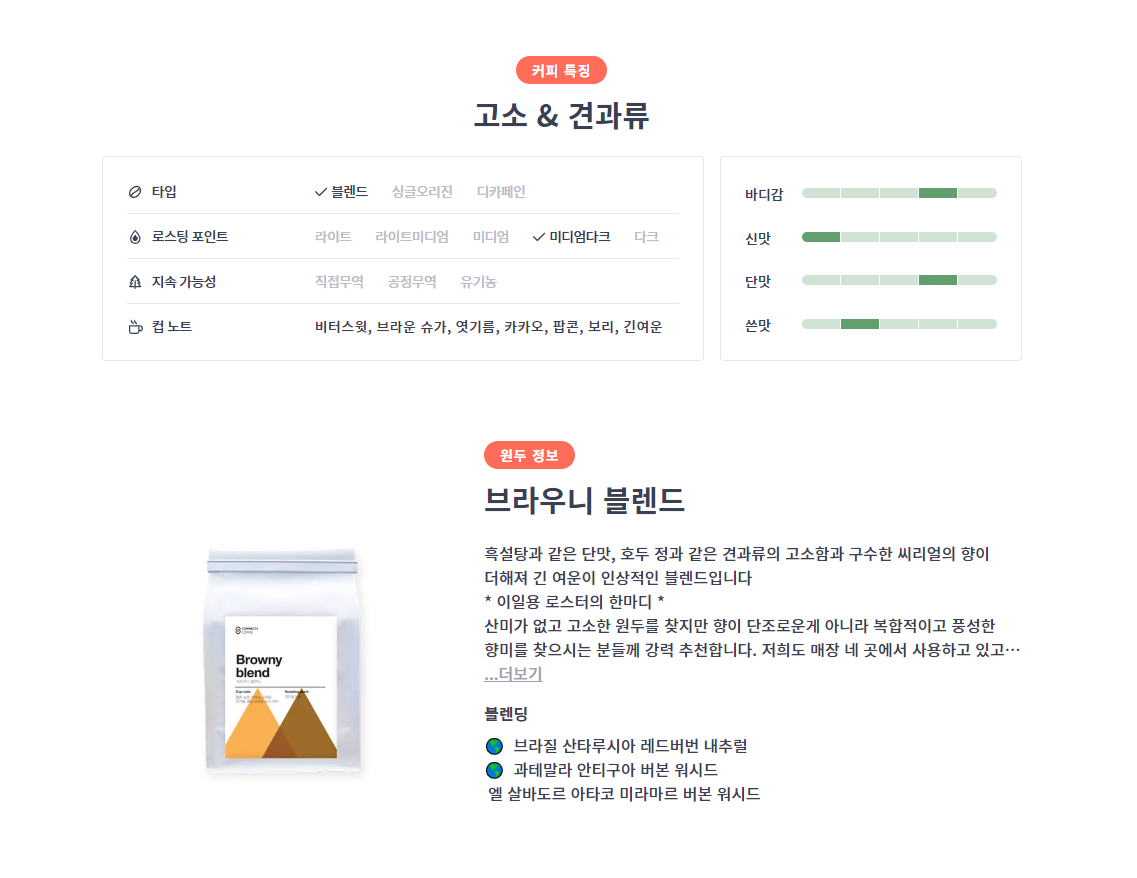 커피 특징
고소 & 견과류
타입 블렌드 싱글오리진 디카페인
로스팅 포인트 라이트 라이트미디엄 미디엄 미디엄다크 다크
지속 가능성 직접무역 공정무역 유기농
컵 노트 비터스윗, 브라운 슈가, 엿기름, 카카오, 팝콘, 보리, 긴여운
바디감
신맛
단맛
쓴맛
원두 정보
브라우니 블렌드
흑설탕과 같은 단맛, 호두 정과 같은 견과류의 고소함과 구수한 씨리얼의 향이
더해져 긴 여운이 인상적인 블렌드입니다
* 이일용 로스터의 한마디 *
산미가 없고 고소한 원두를 찾지만 향이 단조로운게 아니라 복합적이고 풍성한
향미를 찾으시는 분들께 강력 추천합니다. 저희도 매장 네 곳에서 사용하고 있고…
...더보기
블렌딩
브라질 산타루시아 레드버번 내추럴
과테말라 안티구아 버본 워시드
엘 살바도르 아타코 미라마르 버본 워시드
CONNECTS
COFFEE
Browny
blend
Cup note